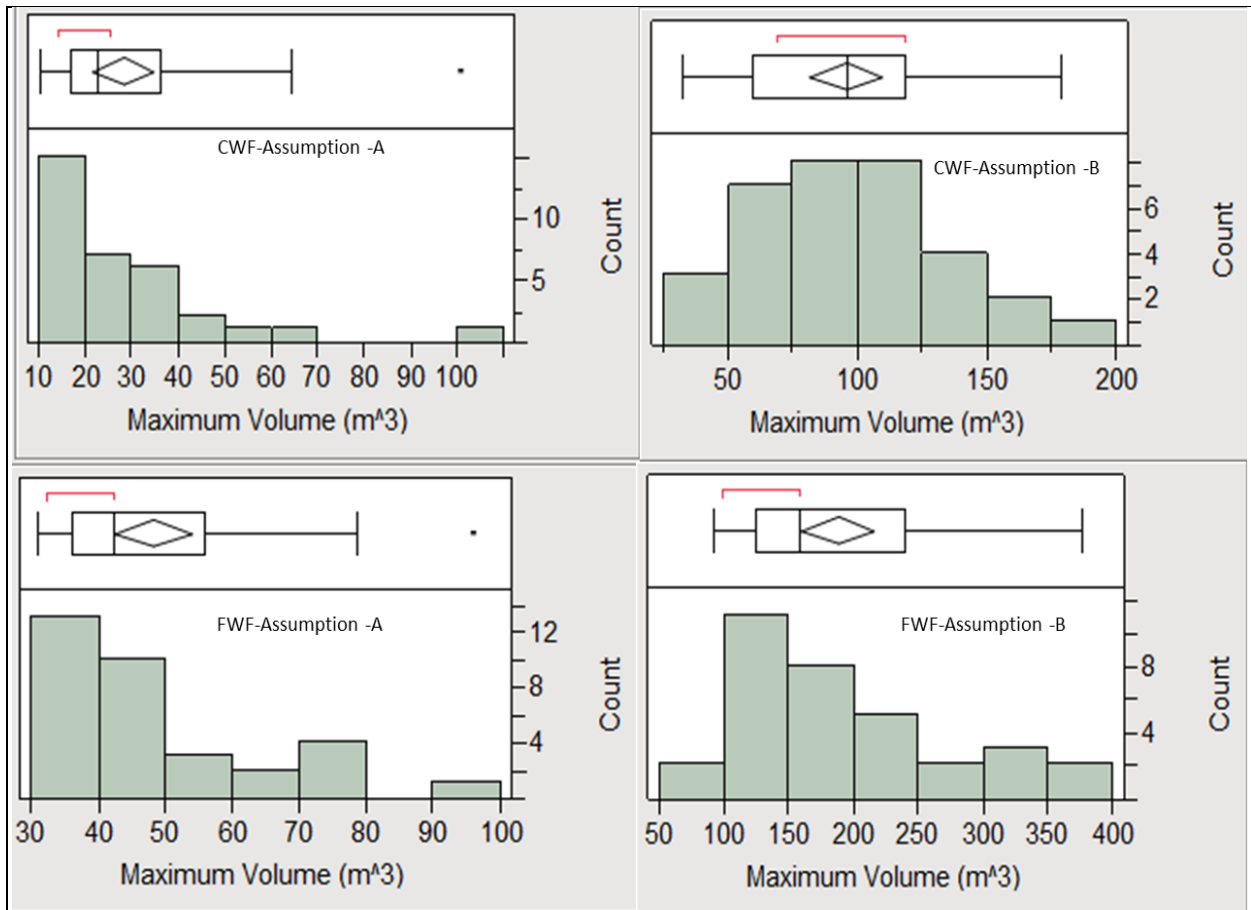 CWF-Assumption -A
10
5
Count
10 20 30 40 50 60 70 80 90 100
Maximum Volume (m^3)
CWF-Assumption -B
6
4
2
Count
50 100 150 200
Maximum Volume (m^3)
FWF-Assumption -A
12
8
4
Count
30 40 50 60 70 80 90 100
Maximum Volume (m^3)
FWF-Assumption -B
8
4
Count
50 100 150 200 250 300 350 400
Maximum Volume (m^3)